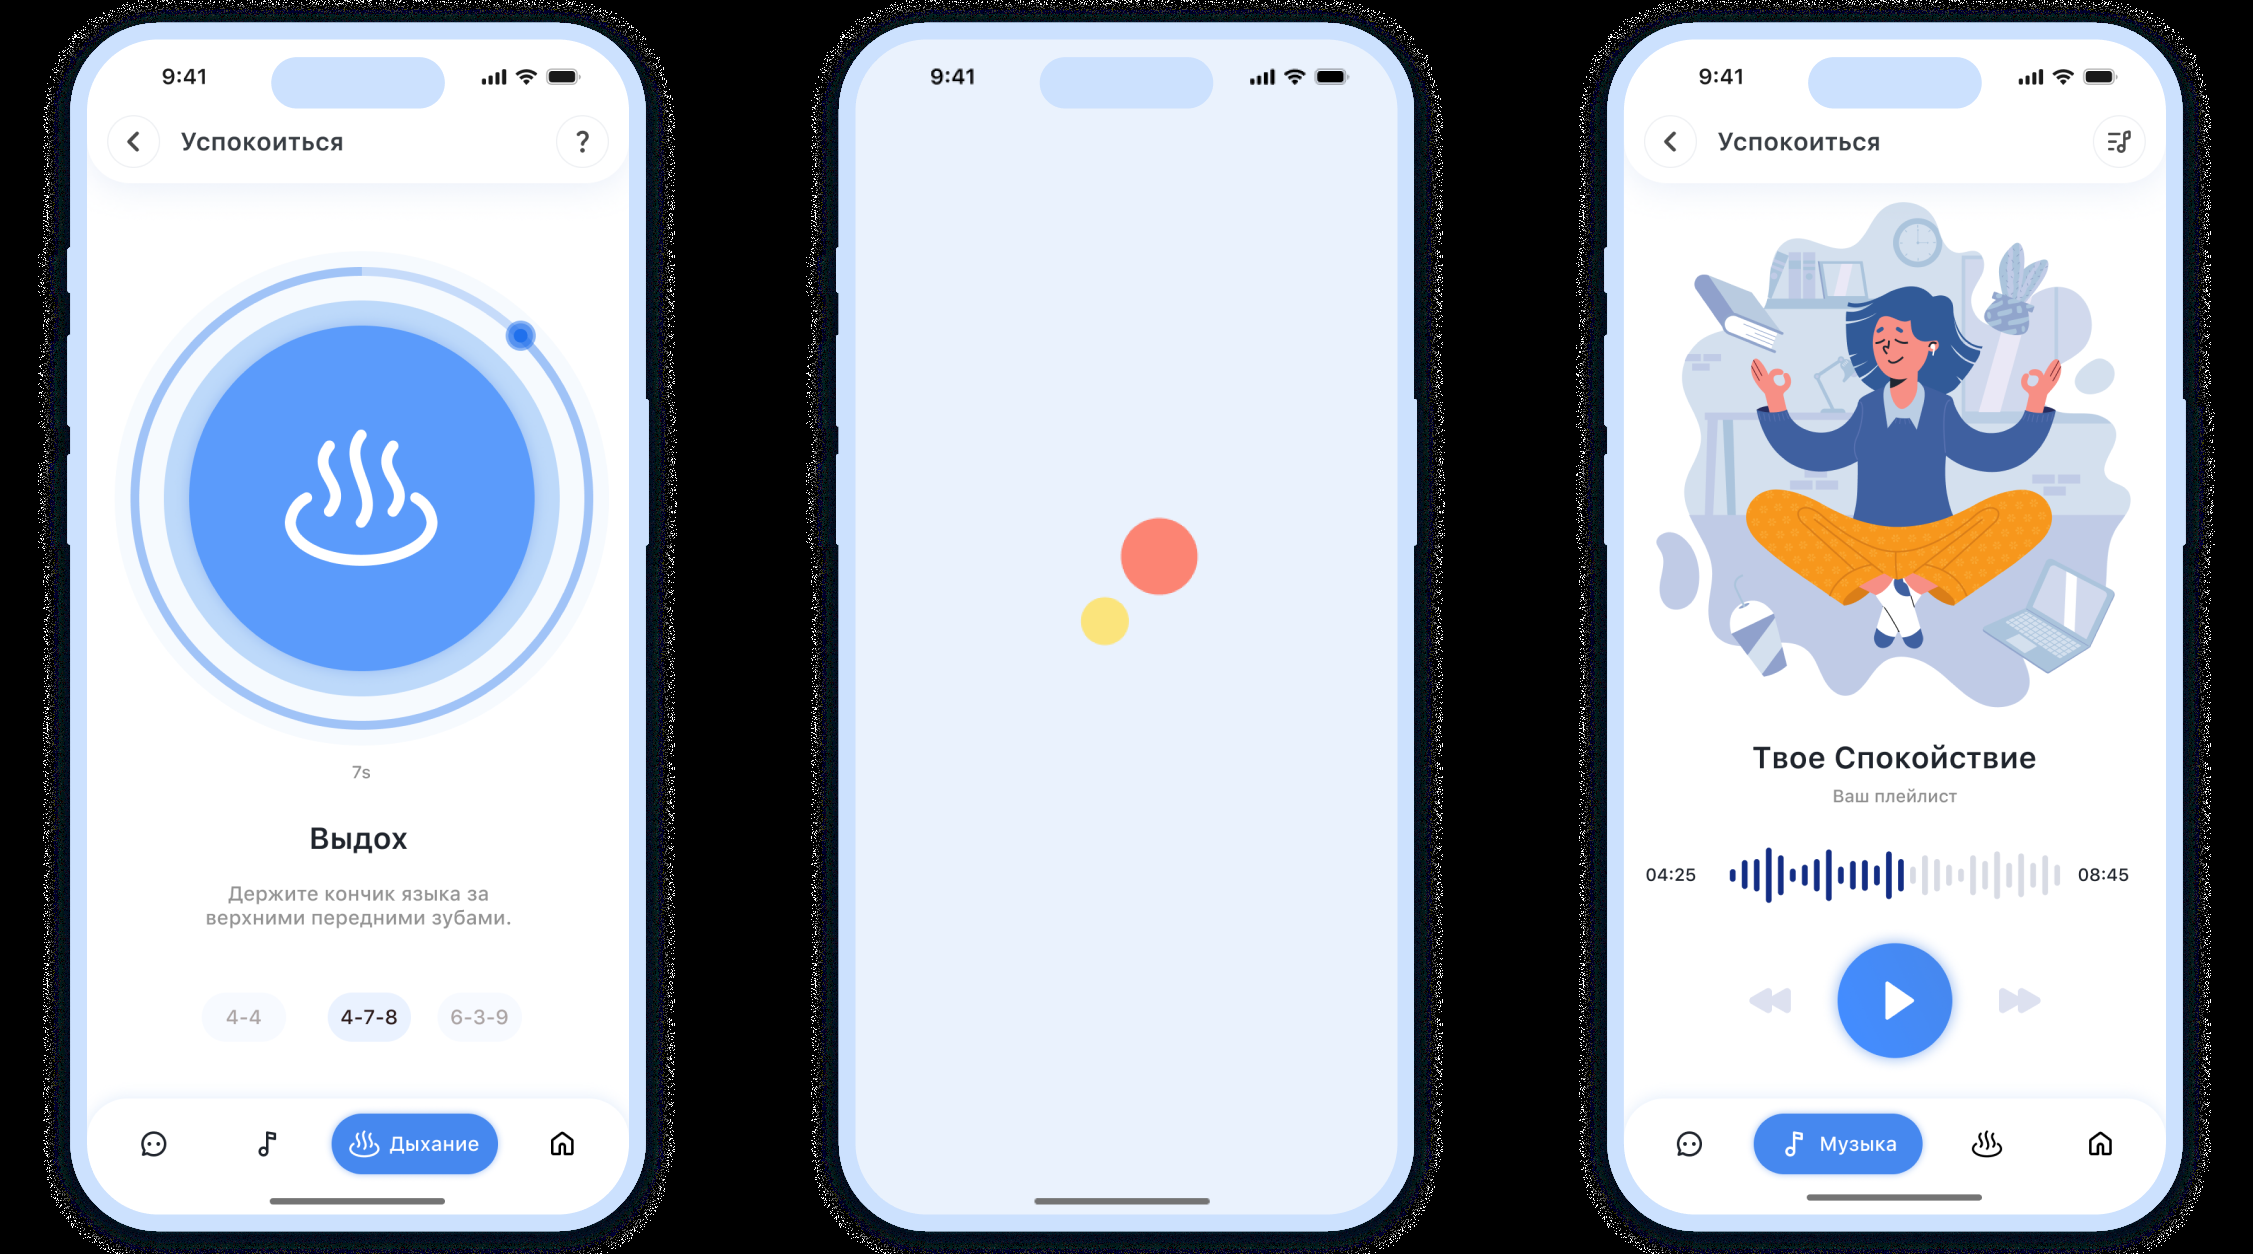 9:41
Успокоиться
?
7s
Выдох
Держите кончик языка за
верхними передними зубами.
4-4
4-7-8
6-3-9
Дыхание
9:41
9:41
Успокоиться
Твое Спокойствие
Ваш плейлист
04:25
08:45
Музыка